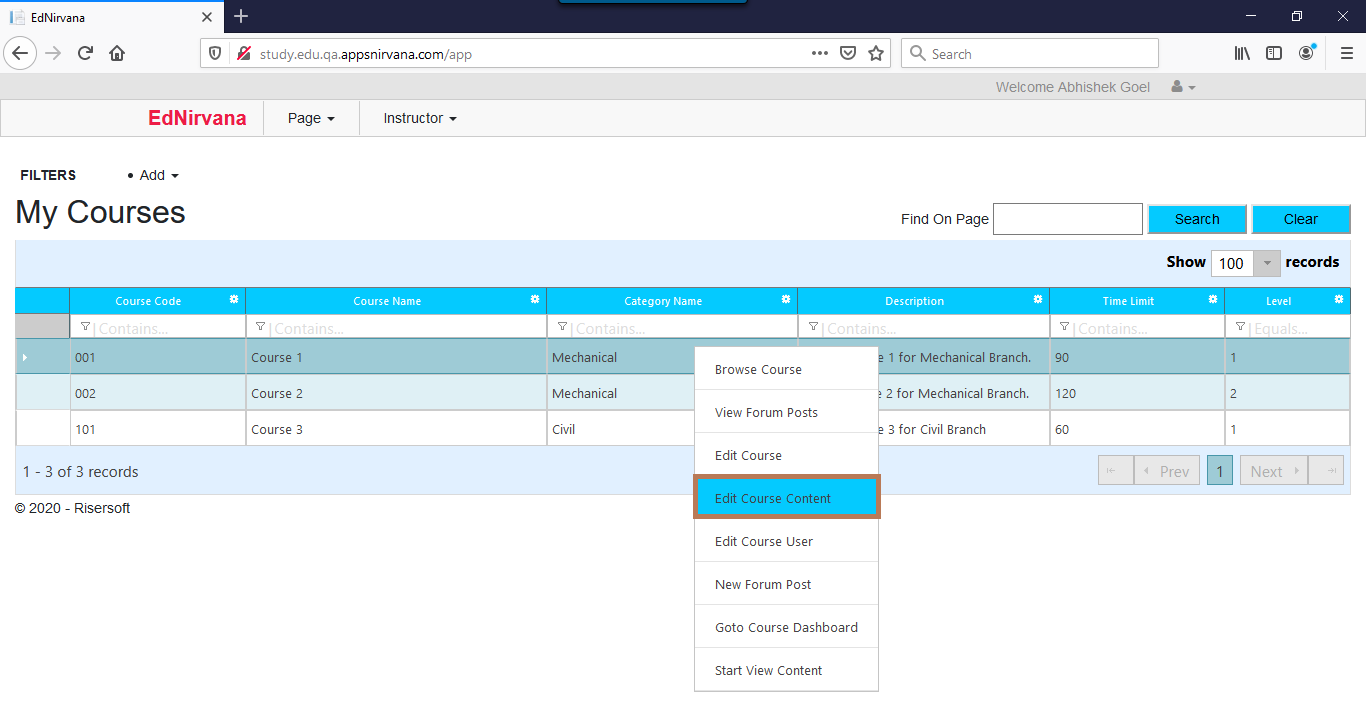 EdNirvana
study.edu.qa.appsnirvana.com/app
Search
Welcome Abhishek Goel
EdNirvana Page Instructor
FILTERS • Add
My Courses
Find On Page Search Clear
Show 100 records
Course Code Course Name Category Name Description Time Limit Level
Contains... Contains... Contains... Contains... Contains... Equals...
001 Course 1 Mechanical e 1 for Mechanical Branch. 90 1
002 Course 2 Mechanical e 2 for Mechanical Branch. 120 2
101 Course 3 Civil e 3 for Civil Branch 60 1
Browse Course
View Forum Posts
Edit Course
Edit Course Content
Edit Course User
New Forum Post
Goto Course Dashboard
Start View Content
1 - 3 of 3 records Prev 1 Next
© 2020 - Risersoft